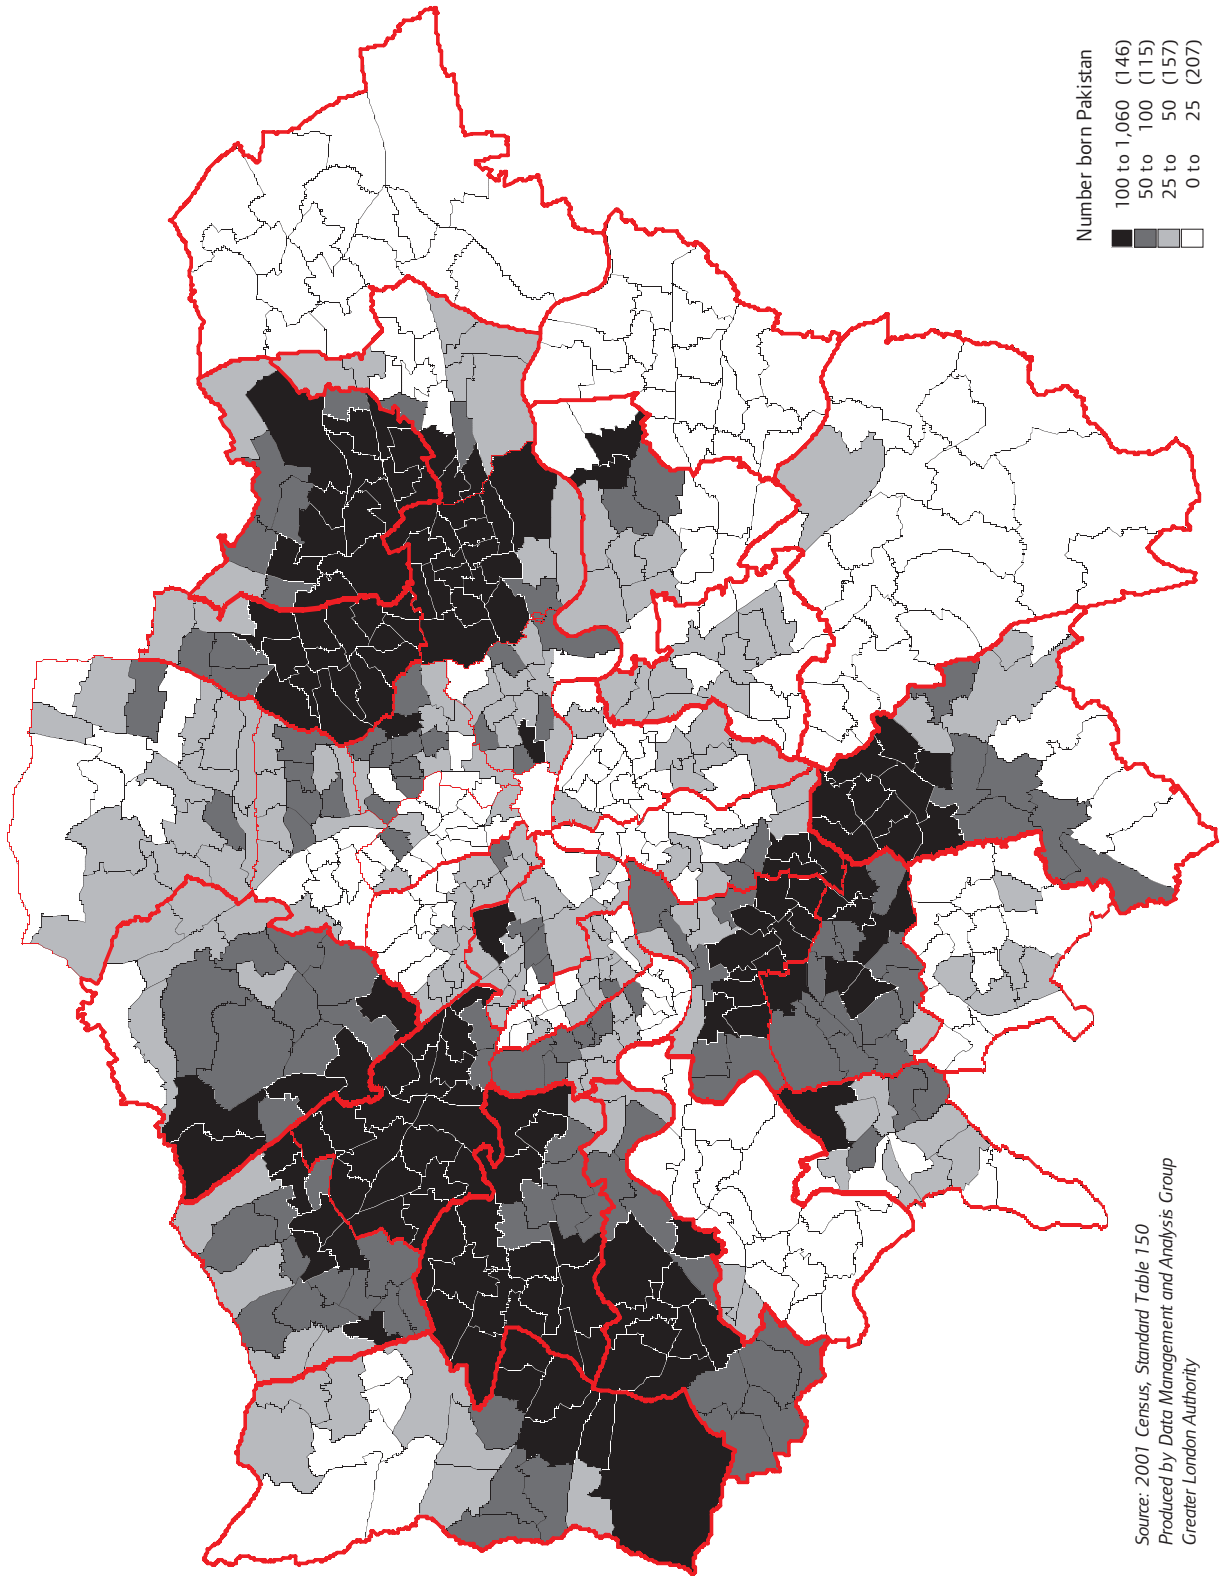 Number born Pakistan
100 to 1,060 (146)
50 to 100 (115)
25 to 50 (157)
0 to 25 (207)
Source: 2001 Census, Standard Table 150
Produced by Data Management and Analysis Group
Greater London Authority